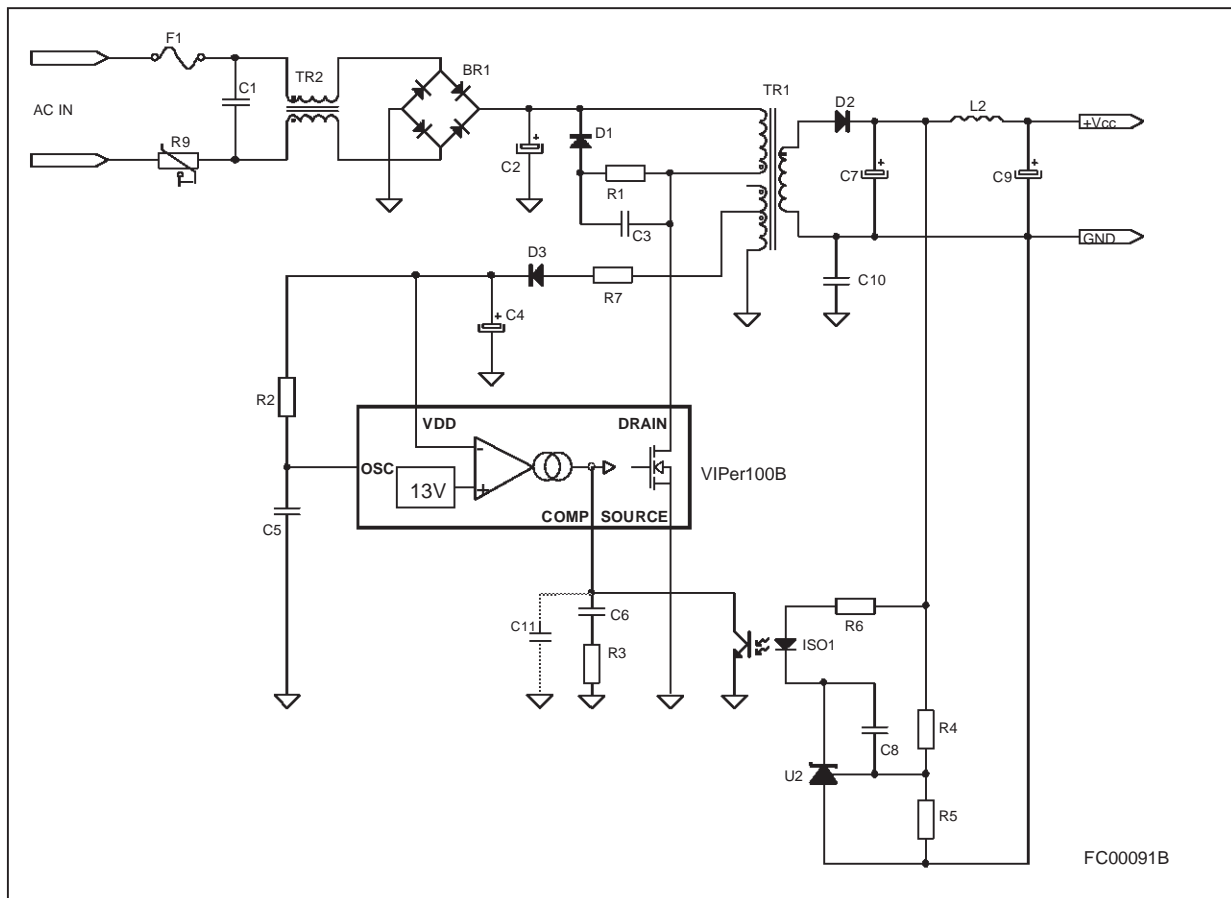 F1
TR2
BR1
TR1
D2
L2
+Vcc
C1
AC IN
R9
+
C2
D1
R1
C3
+
C7
+
C9
GND
D3
R7
C10
+
C4
R2
VDD
DRAIN
OSC
-
13V
+
VIPer100B
COMP
SOURCE
C5
C11
C6
R3
R6
ISO1
R4
C8
U2
R5
FC00091B